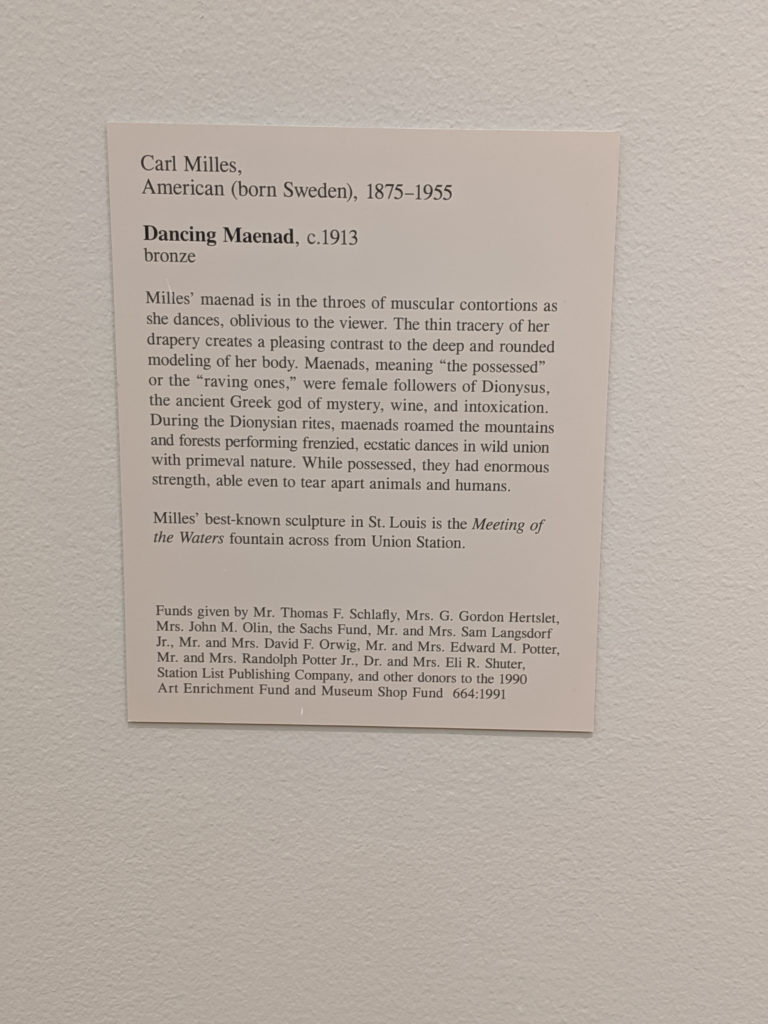 Carl Milles,
American (born Sweden), 1875–1955
Dancing Maenad, c.1913
bronze
Milles' maenad is in the throes of muscular contortions as
she dances, oblivious to the viewer. The thin tracery of her
drapery creates a pleasing contrast to the deep and rounded
modeling of her body. Maenads, meaning “the possessed”
or the “raving ones,” were female followers of Dionysus,
the ancient Greek god of mystery, wine, and intoxication.
During the Dionysian rites, maenads roamed the mountains
and forests performing frenzied, ecstatic dances in wild union
with primeval nature. While possessed, they had enormous
strength, able even to tear apart animals and humans.
Milles' best-known sculpture in St. Louis is the Meeting of
the Waters fountain across from Union Station.
Funds given by Mr. Thomas F. Schlafly, Mrs. G. Gordon Hertslet,
Mrs. John M. Olin, the Sachs Fund, Mr. and Mrs. Sam Langsdorf
Jr., Mr. and Mrs. David F. Orwig, Mr. and Mrs. Edward M. Potter,
Mr. and Mrs. Randolph Potter Jr., Dr. and Mrs. Eli R. Shuter,
Station List Publishing Company, and other donors to the 1990
Art Enrichment Fund and Museum Shop Fund 664:1991